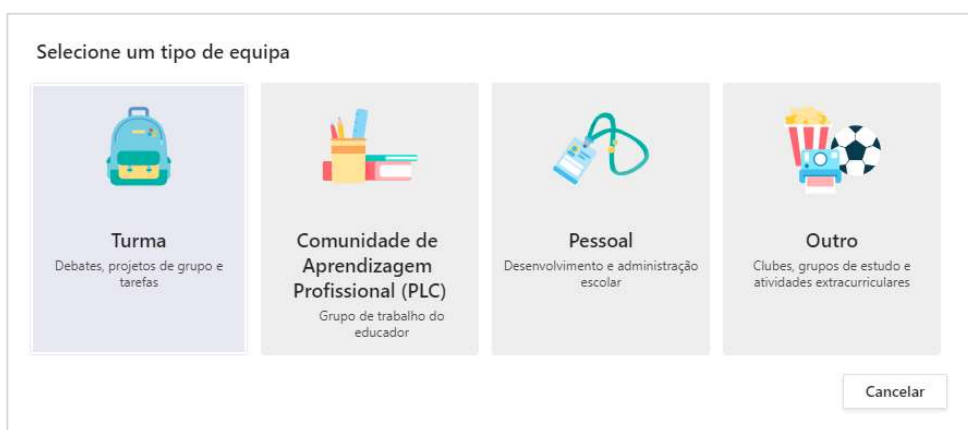 Selecione um tipo de equipa
Turma
Debates, projetos de grupo e
tarefas
Comunidade de
Aprendizagem
Profissional (PLC)
Grupo de trabalho do
educador
Pessoal
Desenvolvimento e administração
escolar
Outro
Clubes, grupos de estudo e
atividades extracurriculares
Cancelar